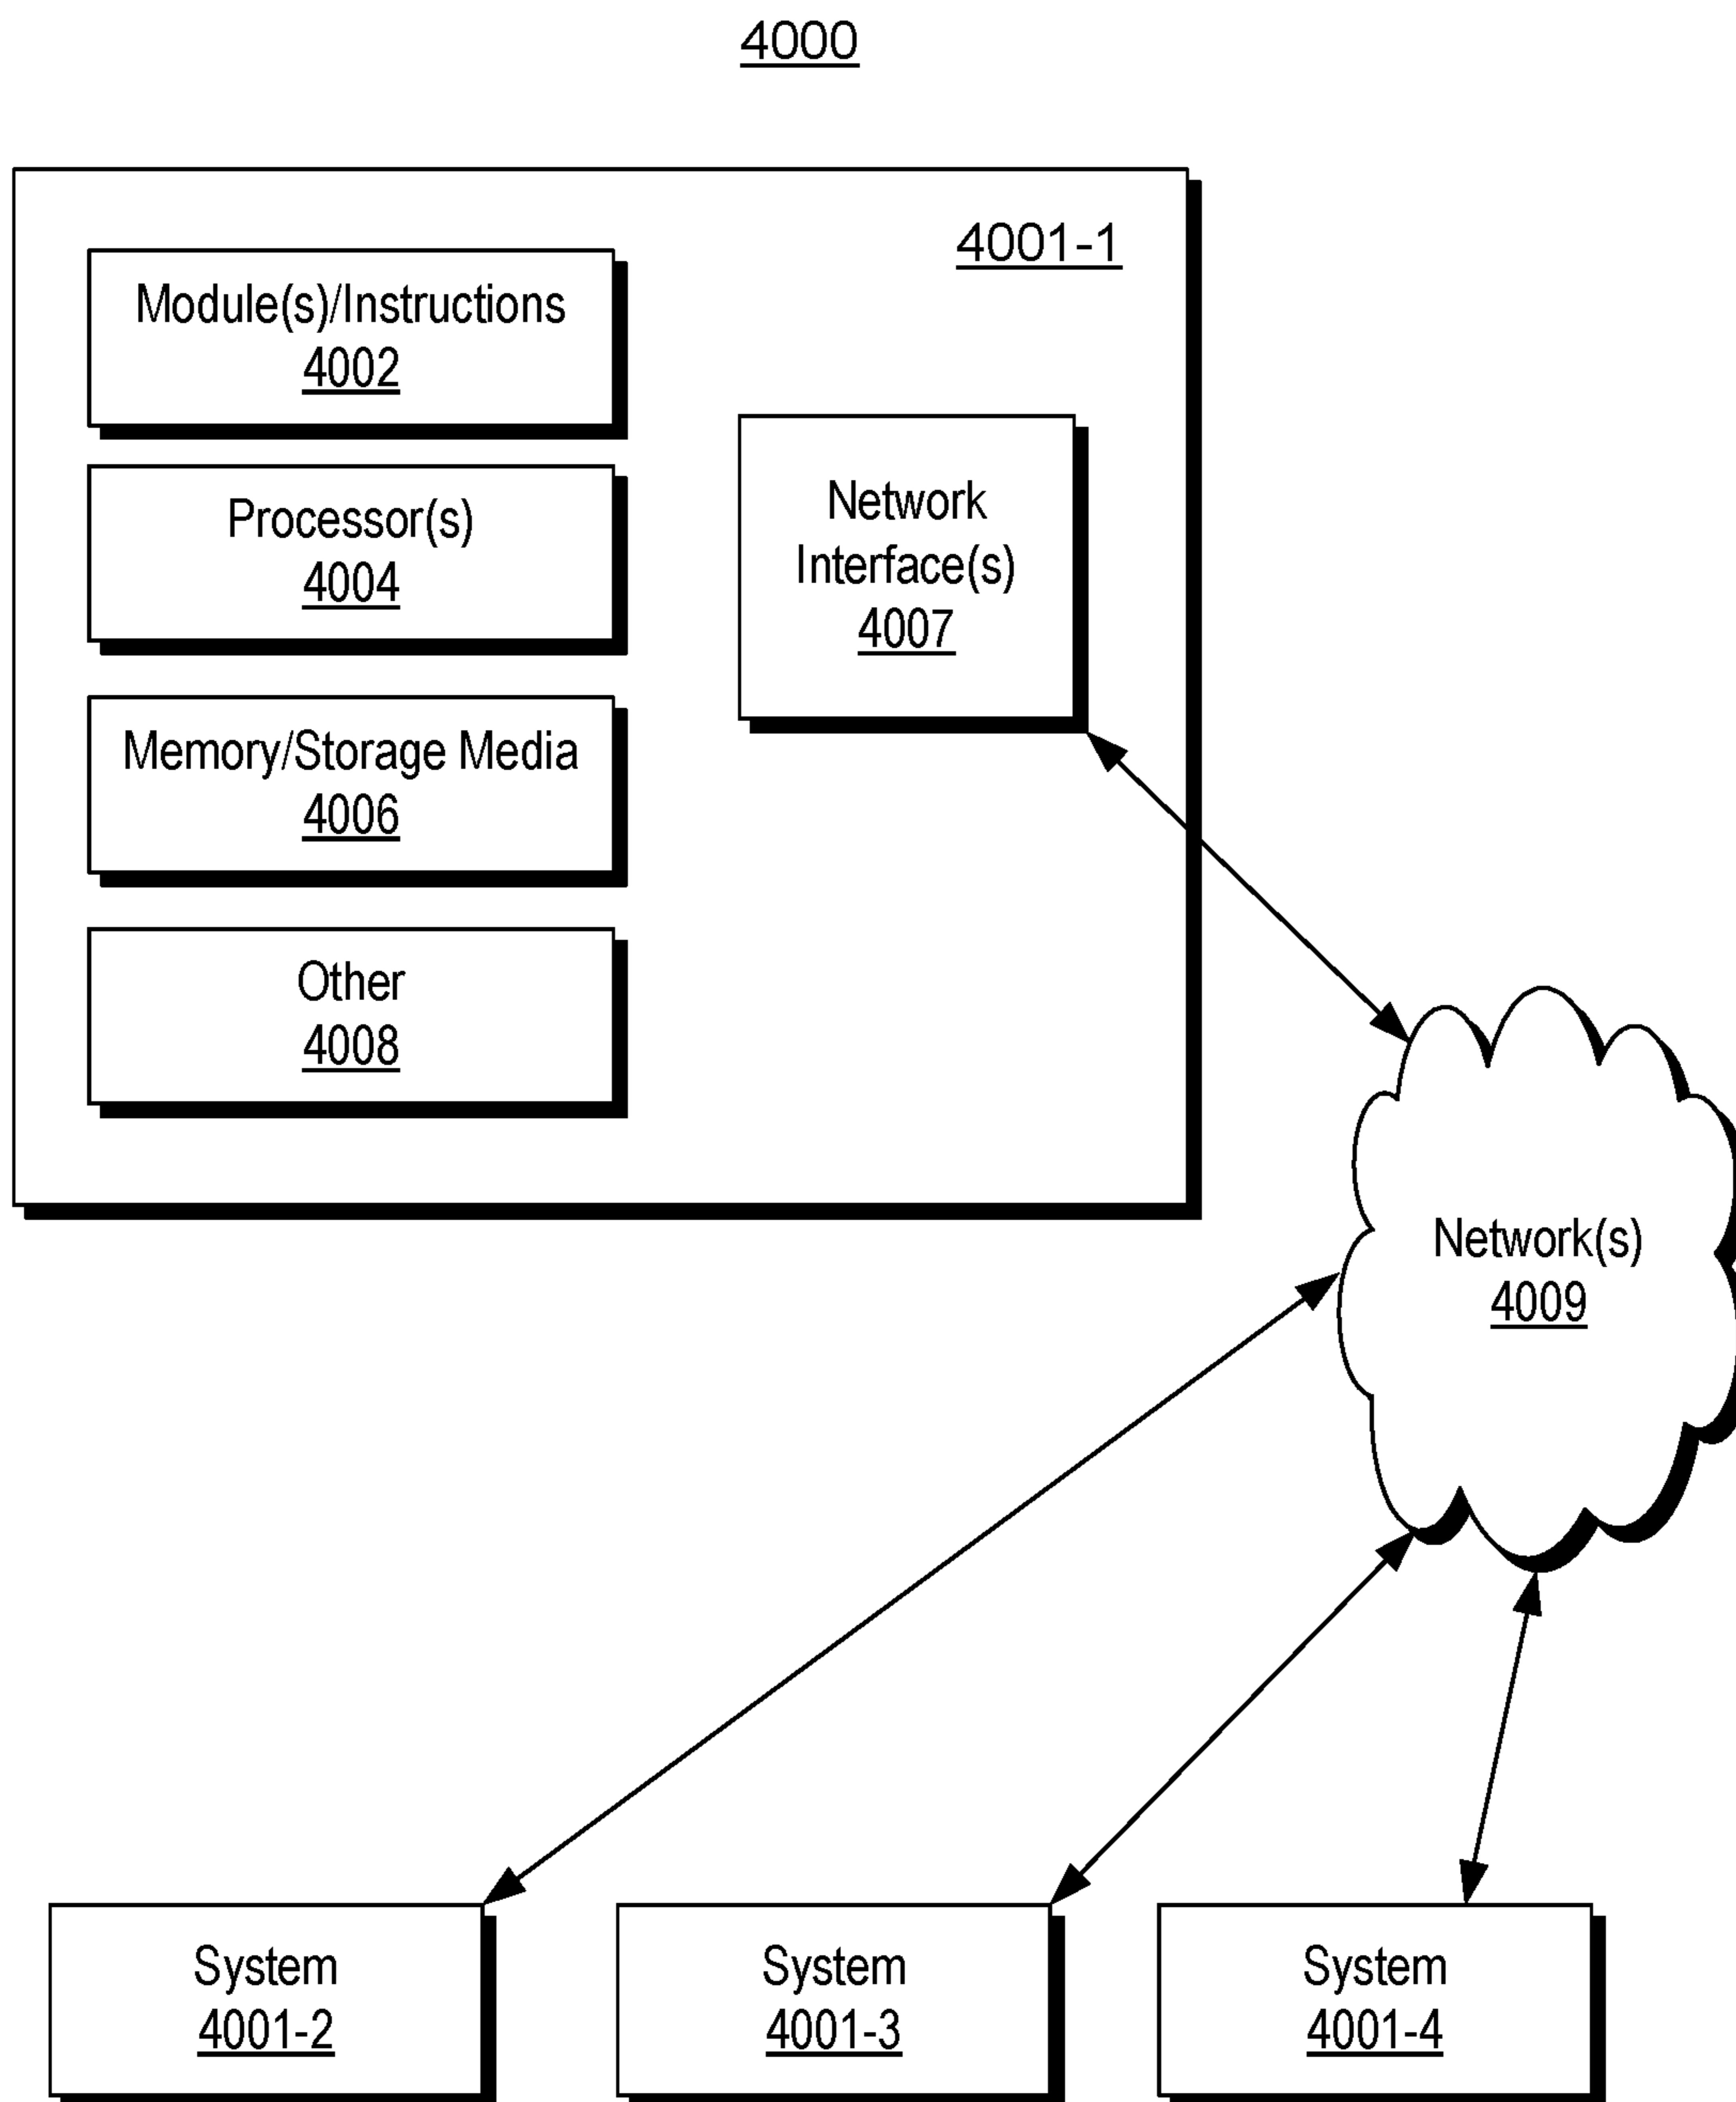 4000
4001-1
Module(s)/Instructions
4002
Processor(s)
4004
Memory/Storage Media
4006
Other
4008
Network
Interface(s)
4007
Network(s)
4009
System
4001-2
System
4001-3
System
4001-4